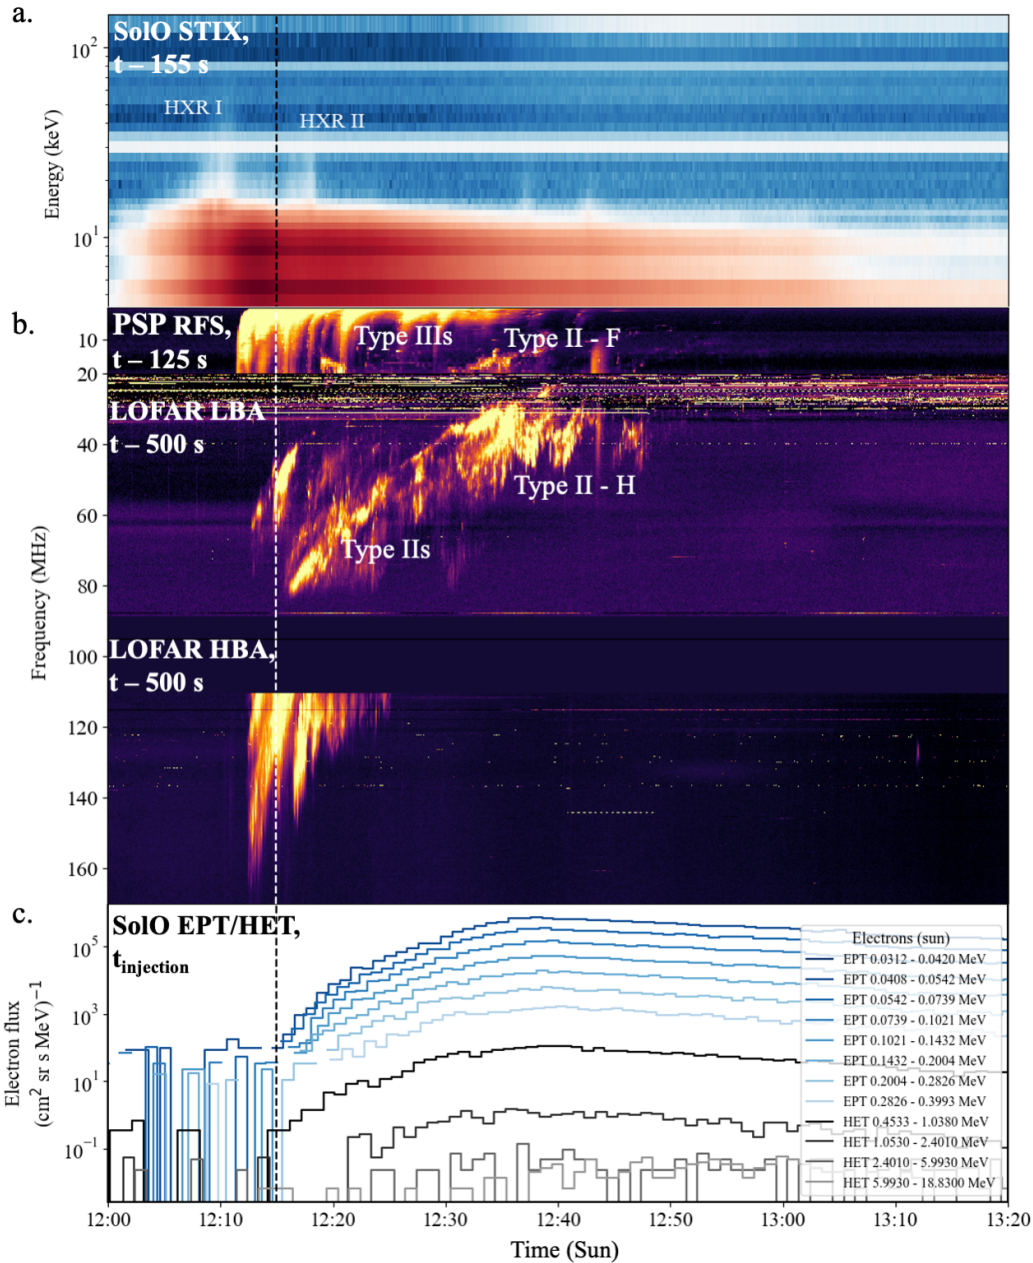 a.
SolO STIX,
t – 155 s
HXR I
HXR II
10²
10¹
Energy (keV)
b.
PSP RFS,
t – 125 s
Type IIIs
Type II - F
LOFAR LBA
t – 500 s
Type II - H
Type IIs
LOFAR HBA,
t – 500 s
10
20
40
60
80
100
120
140
160
Frequency (MHz)
c.
SolO EPT/HET,
tinjection
10⁵
10³
10¹
10⁻¹
Electron flux
(cm² sr s MeV)⁻¹
Electrons (sun)
EPT 0.0312 - 0.0420 MeV
EPT 0.0408 - 0.0542 MeV
EPT 0.0542 - 0.0739 MeV
EPT 0.0739 - 0.1021 MeV
EPT 0.1021 - 0.1432 MeV
EPT 0.1432 - 0.2004 MeV
EPT 0.2004 - 0.2826 MeV
EPT 0.2826 - 0.3993 MeV
HET 0.4533 - 1.0380 MeV
HET 1.0530 - 2.4010 MeV
HET 2.4010 - 5.9930 MeV
HET 5.9930 - 18.8300 MeV
12:00 12:10 12:20 12:30 12:40 12:50 13:00 13:10 13:20
Time (Sun)